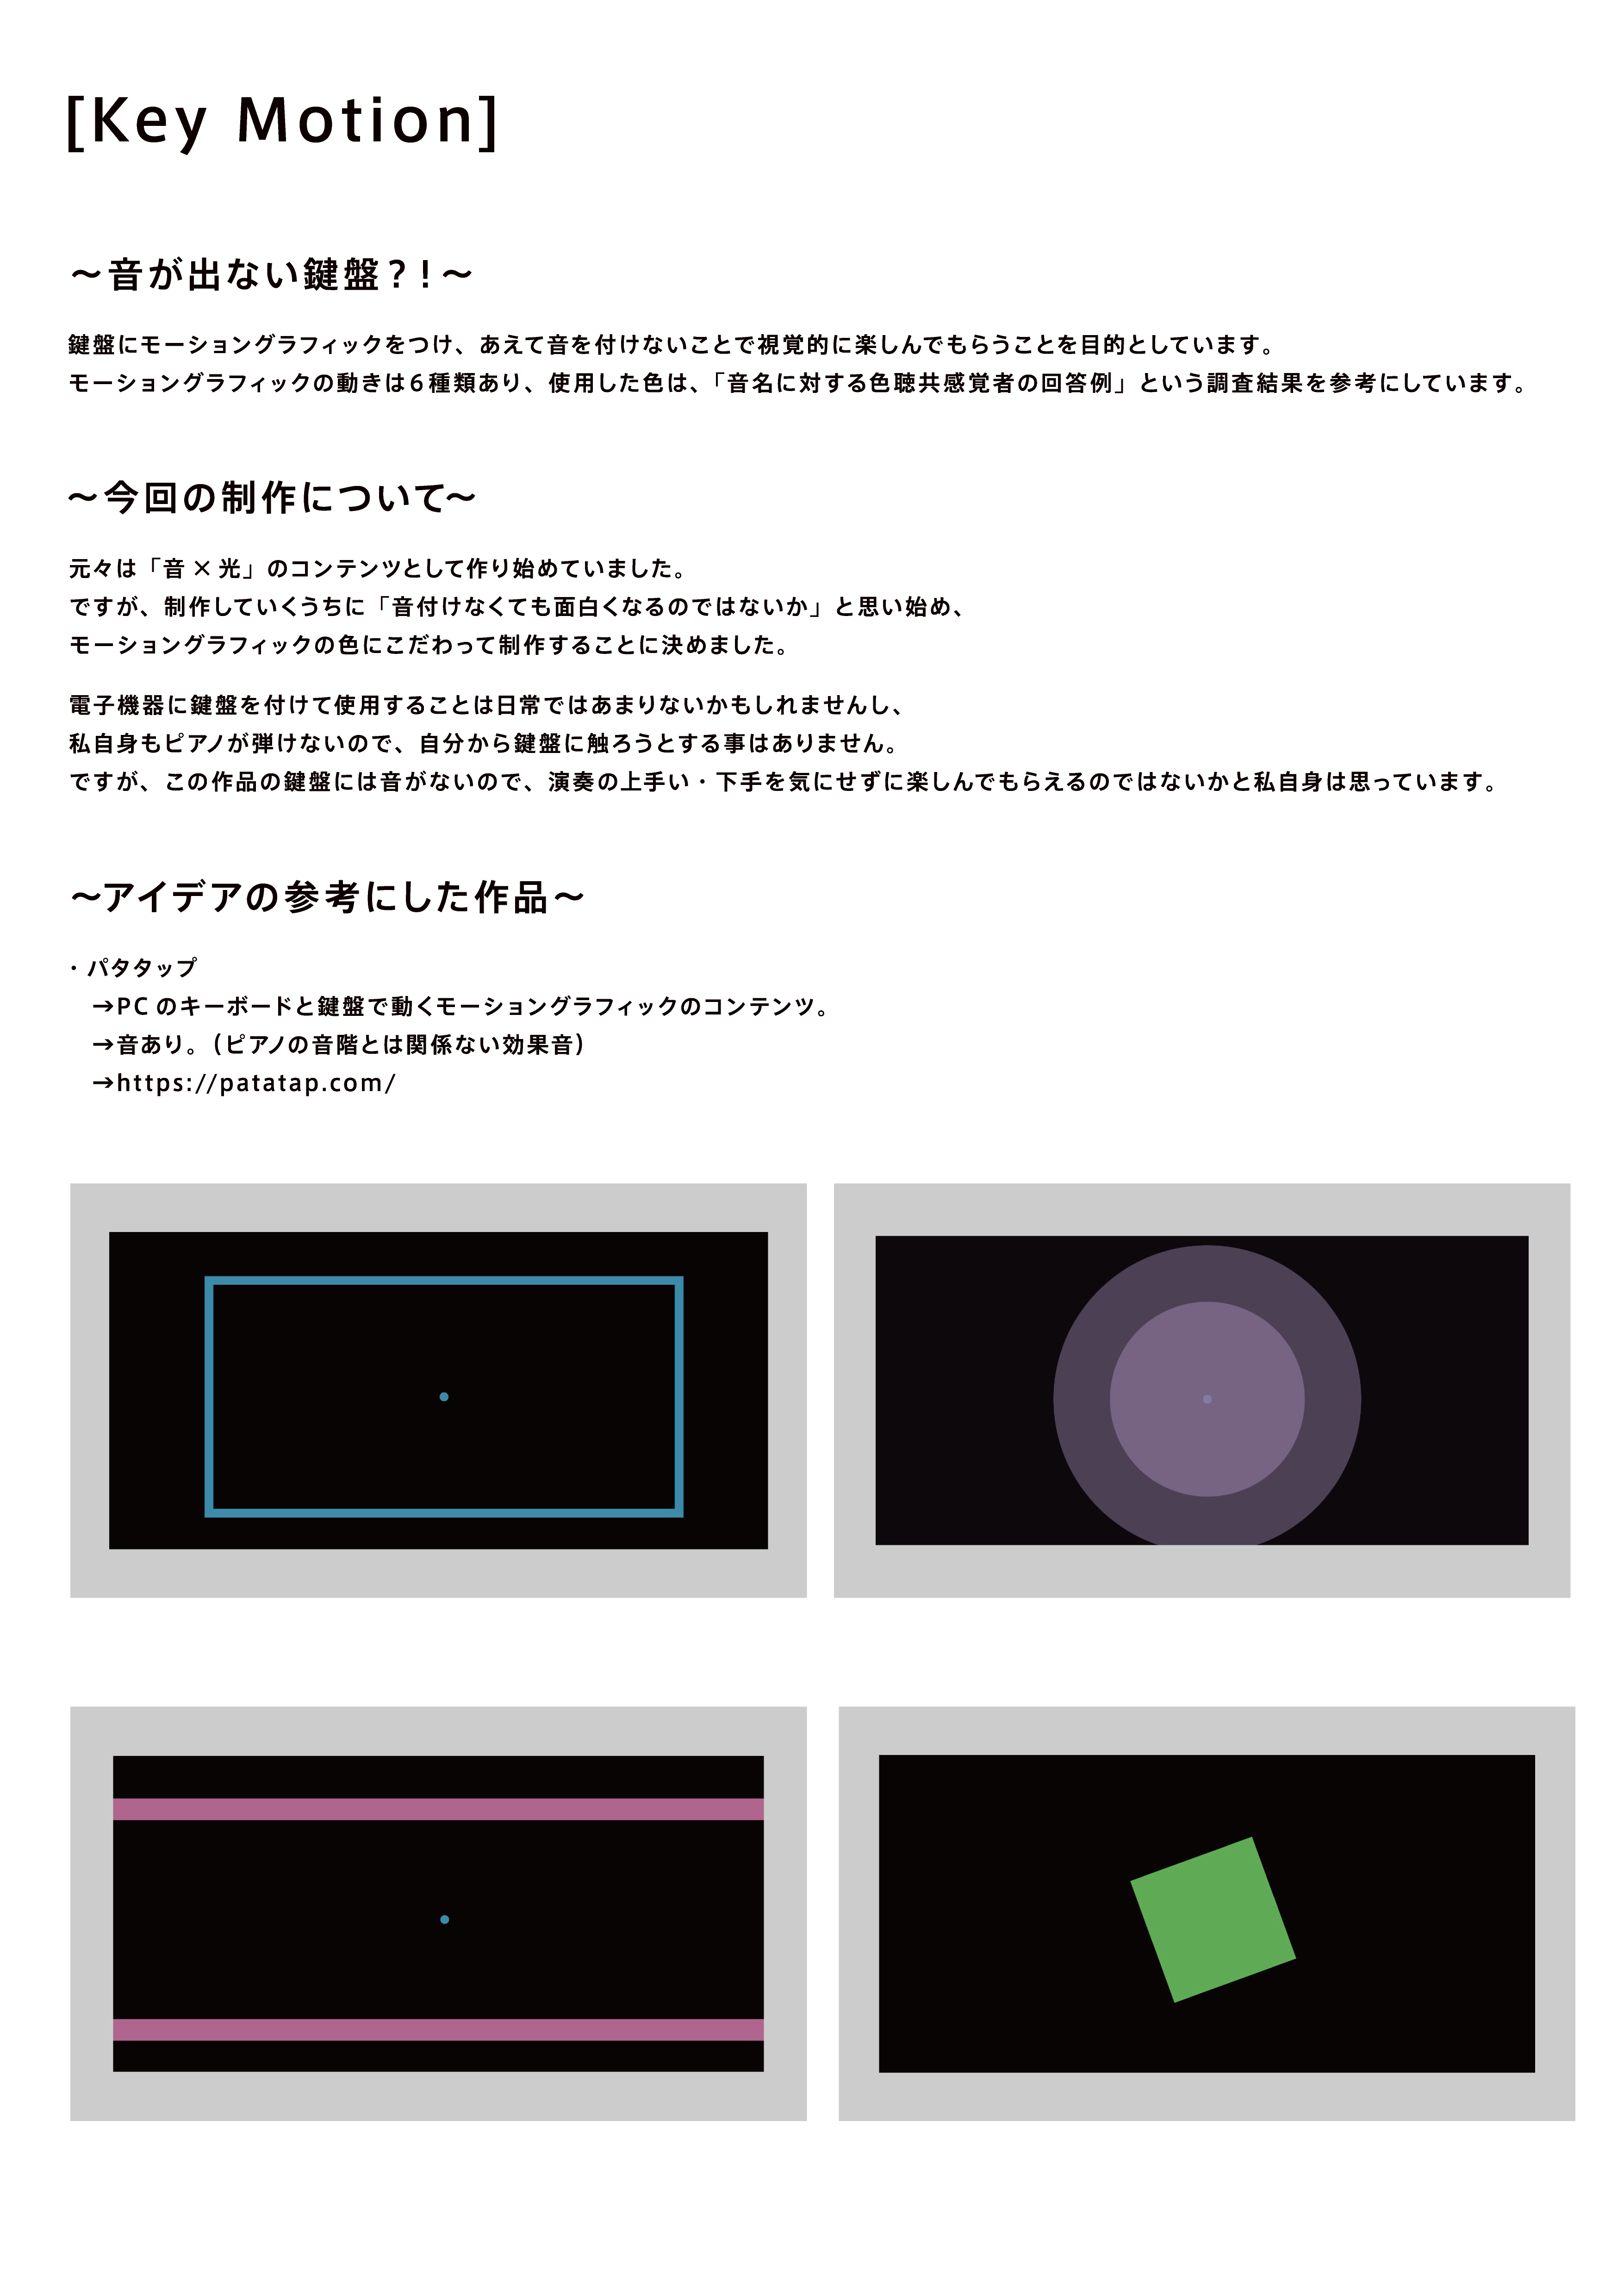 [Key Motion]
～音が出ない鍵盤？！～
鍵盤にモーショングラフィックをつけ、あえて音を付けないことで視覚的に楽しんでもらうことを目的としています。
モーショングラフィックの動きは６種類あり、使用した色は、「音名に対する色聴共感覚者の回答例」という調査結果を参考にしています。
～今回の制作について～
元々は「音 × 光」のコンテンツとして作り始めていました。
ですが、制作していくうちに「音付けなくても面白くなるのではないか」と思い始め、
モーショングラフィックの色にこだわって制作することに決めました。
電子機器に鍵盤を付けて使用することは日常ではあまりないかもしれませんし、
私自身もピアノが弾けないので、自分から鍵盤に触ろうとする事はありません。
ですが、この作品の鍵盤には音がないので、演奏の上手い・下手を気にせずに楽しんでもらえるのではないかと私自身は思っています。
～アイデアの参考にした作品～
・パタタップ
→PC のキーボードと鍵盤で動くモーショングラフィックのコンテンツ。
→音あり。（ピアノの音階とは関係ない効果音）
→https://patatap.com/